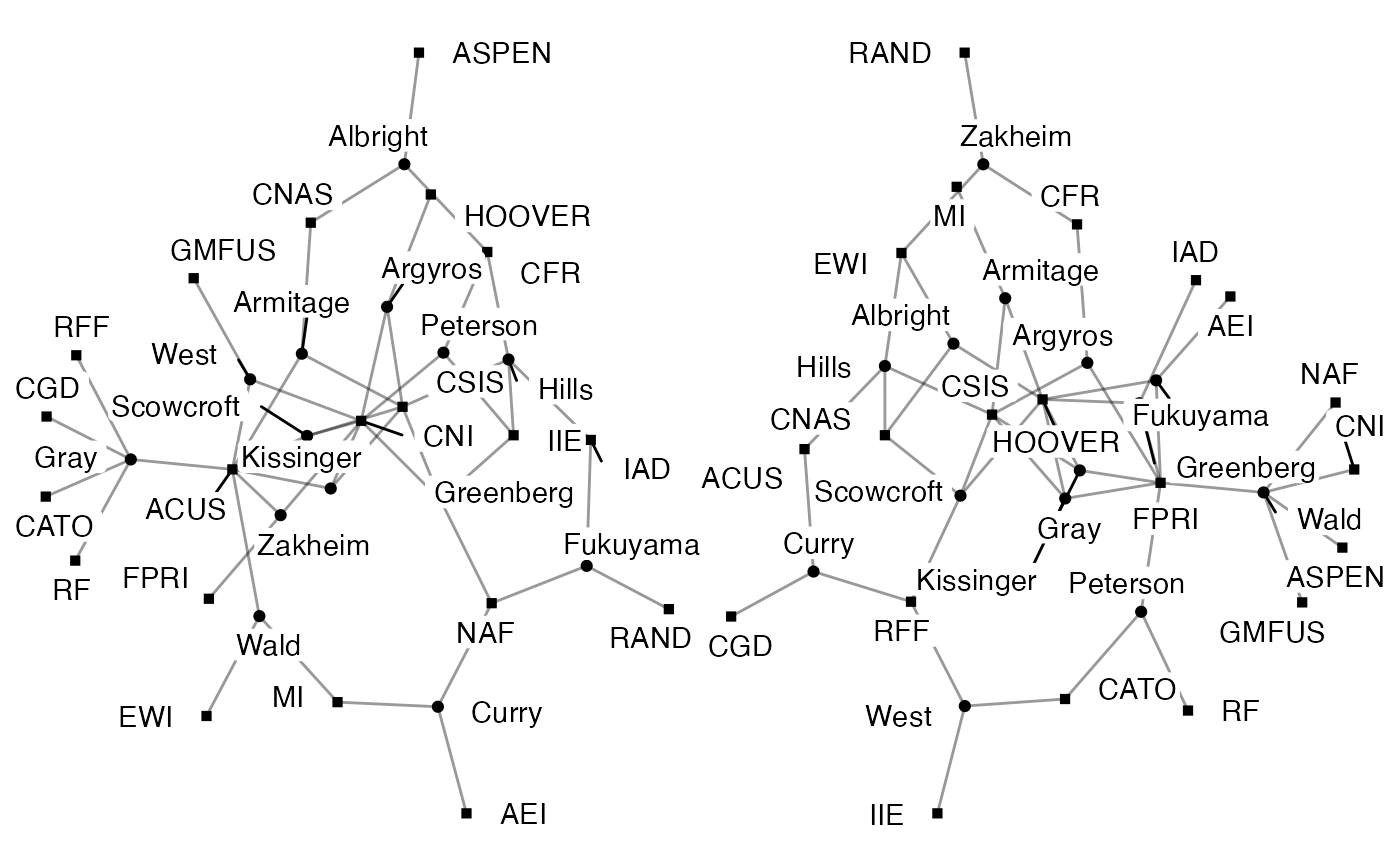 ASPEN
Albright
CNAS
HOOVER
GMFUS
Argyros
CFR
Armitage
RFF
Peterson
West
CGD
CSIS
Hills
Scowcroft
CNI
IIE
Gray
Kissinger
IAD
Greenberg
ACUS
CATO
Zakheim
Fukuyama
FPRI
RF
NAF
RAND
Wald
MI
EWI
Curry
AEI
RAND
Zakheim
CFR
MI
IAD
EWI
Armitage
Albright
AEI
Argyros
Hills
NAF
CSIS
CNAS
Fukuyama
CNI
HOOVER
Greenberg
ACUS
Scowcroft
FPRI
Wald
Gray
Curry
Kissinger
Peterson
ASPEN
RFF
GMFUS
CGD
CATO
West
RF
IIE